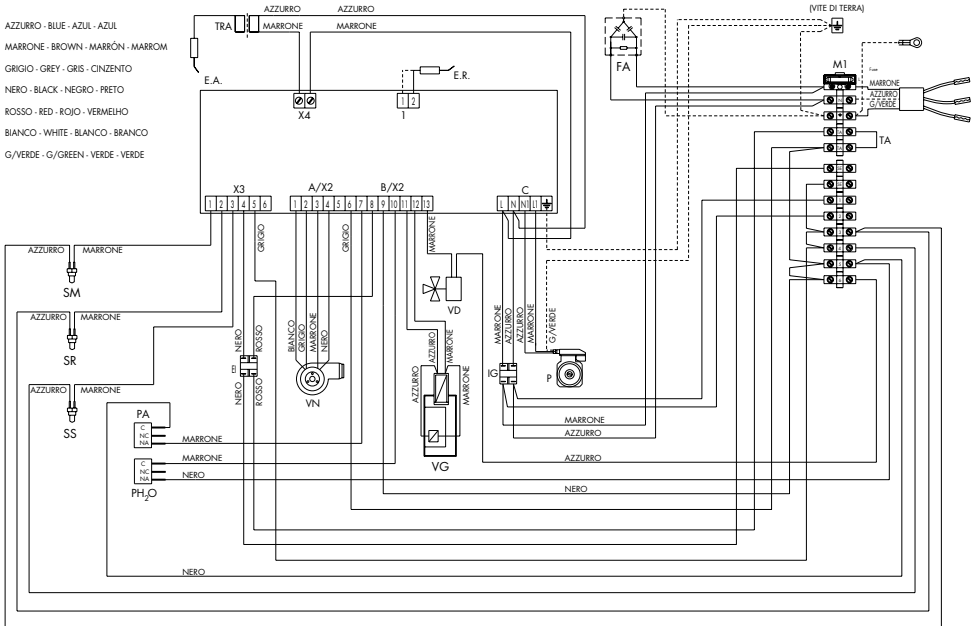 AZZURRO - BLUE - AZUL - AZUL
MARRONE - BROWN - MARRÓN - MARROM
GRIGIO - GREY - GRIS - CINZENTO
NERO - BLACK - NEGRO - PRETO
ROSSO - RED - ROJO - VERMELHO
BIANCO - WHITE - BLANCO - BRANCO
G/VERDE - G/GREEN - VERDE - VERDE
TRA
AZZURRO AZZURRO
MARRONE MARRONE
E.A.
E.R.
X4
1 2
1
FA
(VITE DI TERRA)
M1
MARRONE
AZZURRO
G/VERDE
TA
X3
1 2 3 4 5 6
A/X2 B/X2
1 2 3 4 5 6 7 8 9 10 11 12 13
C
L N N1 L1
GRIGIO
GRIGIO
MARRONE
AZZURRO MARRONE
SM
AZZURRO MARRONE
SR
AZZURRO MARRONE
SS
NERO
ROSSO
EI
NERO
ROSSO
BIANCO
GRIGIO
MARRONE
NERO
VN
VD
AZZURRO
MARRONE
AZZURRO
MARRONE
VG
MARRONE
AZZURRO
AZZURRO
MARRONE
G/VERDE
IG
P
PA
C
NC
NA
MARRONE
C
NC
NA
MARRONE
NERO
PH2O
MARRONE
AZZURRO
AZZURRO
NERO
NERO